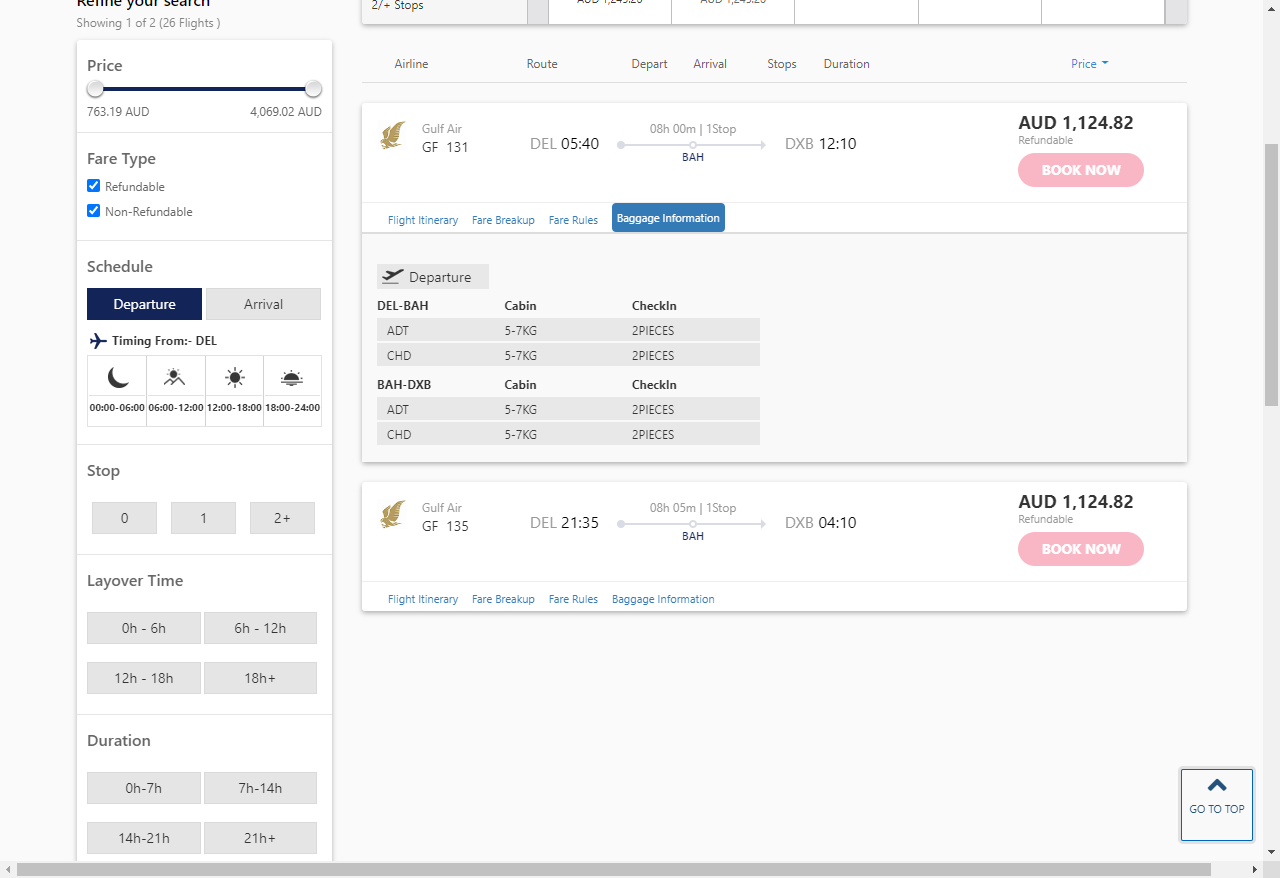 Refine your search
Showing 1 of 2 (26 Flights )
Price
763.19 AUD 4,069.02 AUD
Fare Type
Refundable
Non-Refundable
Schedule
Departure Arrival
Timing From:- DEL
00:00-06:00 06:00-12:00 12:00-18:00 18:00-24:00
Stop
0 1 2+
Layover Time
0h - 6h 6h - 12h
12h - 18h 18h+
Duration
0h-7h 7h-14h
14h-21h 21h+
2/+ Stops
Airline Route Depart Arrival Stops Duration Price
Gulf Air
GF 131
DEL 05:40
08h 00m | 1Stop
BAH
DXB 12:10
AUD 1,124.82
Refundable
BOOK NOW
Flight Itinerary Fare Breakup Fare Rules Baggage Information
Departure
DEL-BAH Cabin CheckIn
ADT 5-7KG 2PIECES
CHD 5-7KG 2PIECES
BAH-DXB Cabin CheckIn
ADT 5-7KG 2PIECES
CHD 5-7KG 2PIECES
Gulf Air
GF 135
DEL 21:35
08h 05m | 1Stop
BAH
DXB 04:10
AUD 1,124.82
Refundable
BOOK NOW
Flight Itinerary Fare Breakup Fare Rules Baggage Information
GO TO TOP